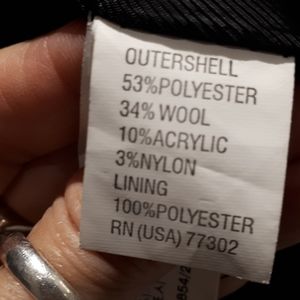 OUTERSHELL
53%POLYESTER
34% WOOL
10%ACRYLIC
3%NYLON
LINING
100%POLYESTER
RN (USA) 77302